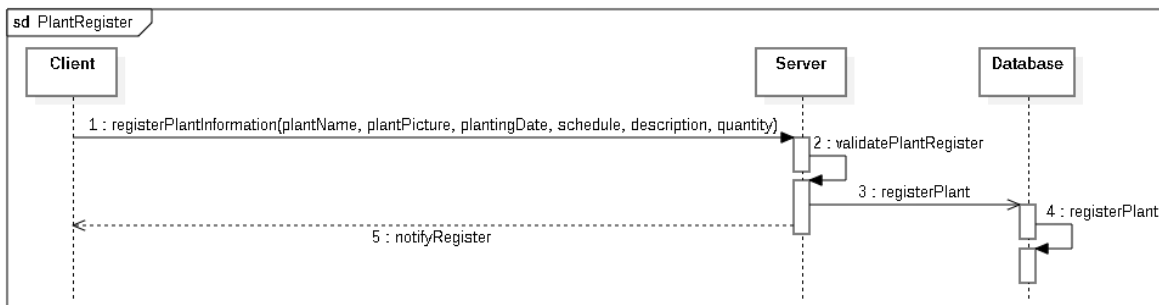 sd PlantRegister
Client
Server
Database
1 : registerPlantInformation(plantName, plantPicture, plantingDate, schedule, description, quantity)
2 : validatePlantRegister
3 : registerPlant
4 : registerPlant
5 : notifyRegister